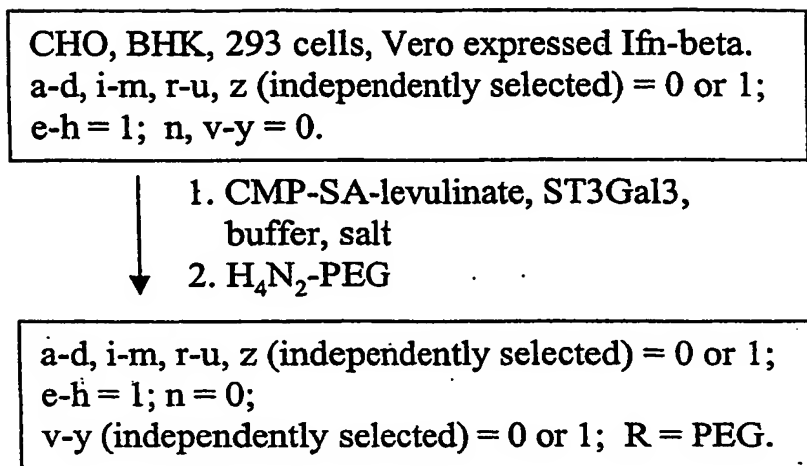 CHO, BHK, 293 cells, Vero expressed Ifn-beta.
a-d, i-m, r-u, z (independently selected) = 0 or 1;
e-h = 1; n, v-y = 0.
1. CMP-SA-levulinate, ST3Gal3,
buffer, salt
2. H₄N₂-PEG
a-d, i-m, r-u, z (independently selected) = 0 or 1;
e-h = 1; n = 0;
v-y (independently selected) = 0 or 1; R = PEG.